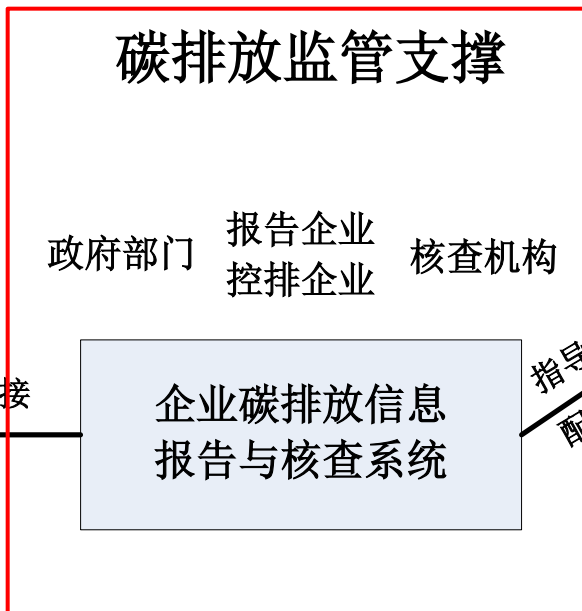 碳排放监管支撑
政府部门
报告企业
控排企业
核查机构
接
指导
企业碳排放信息
报告与核查系统